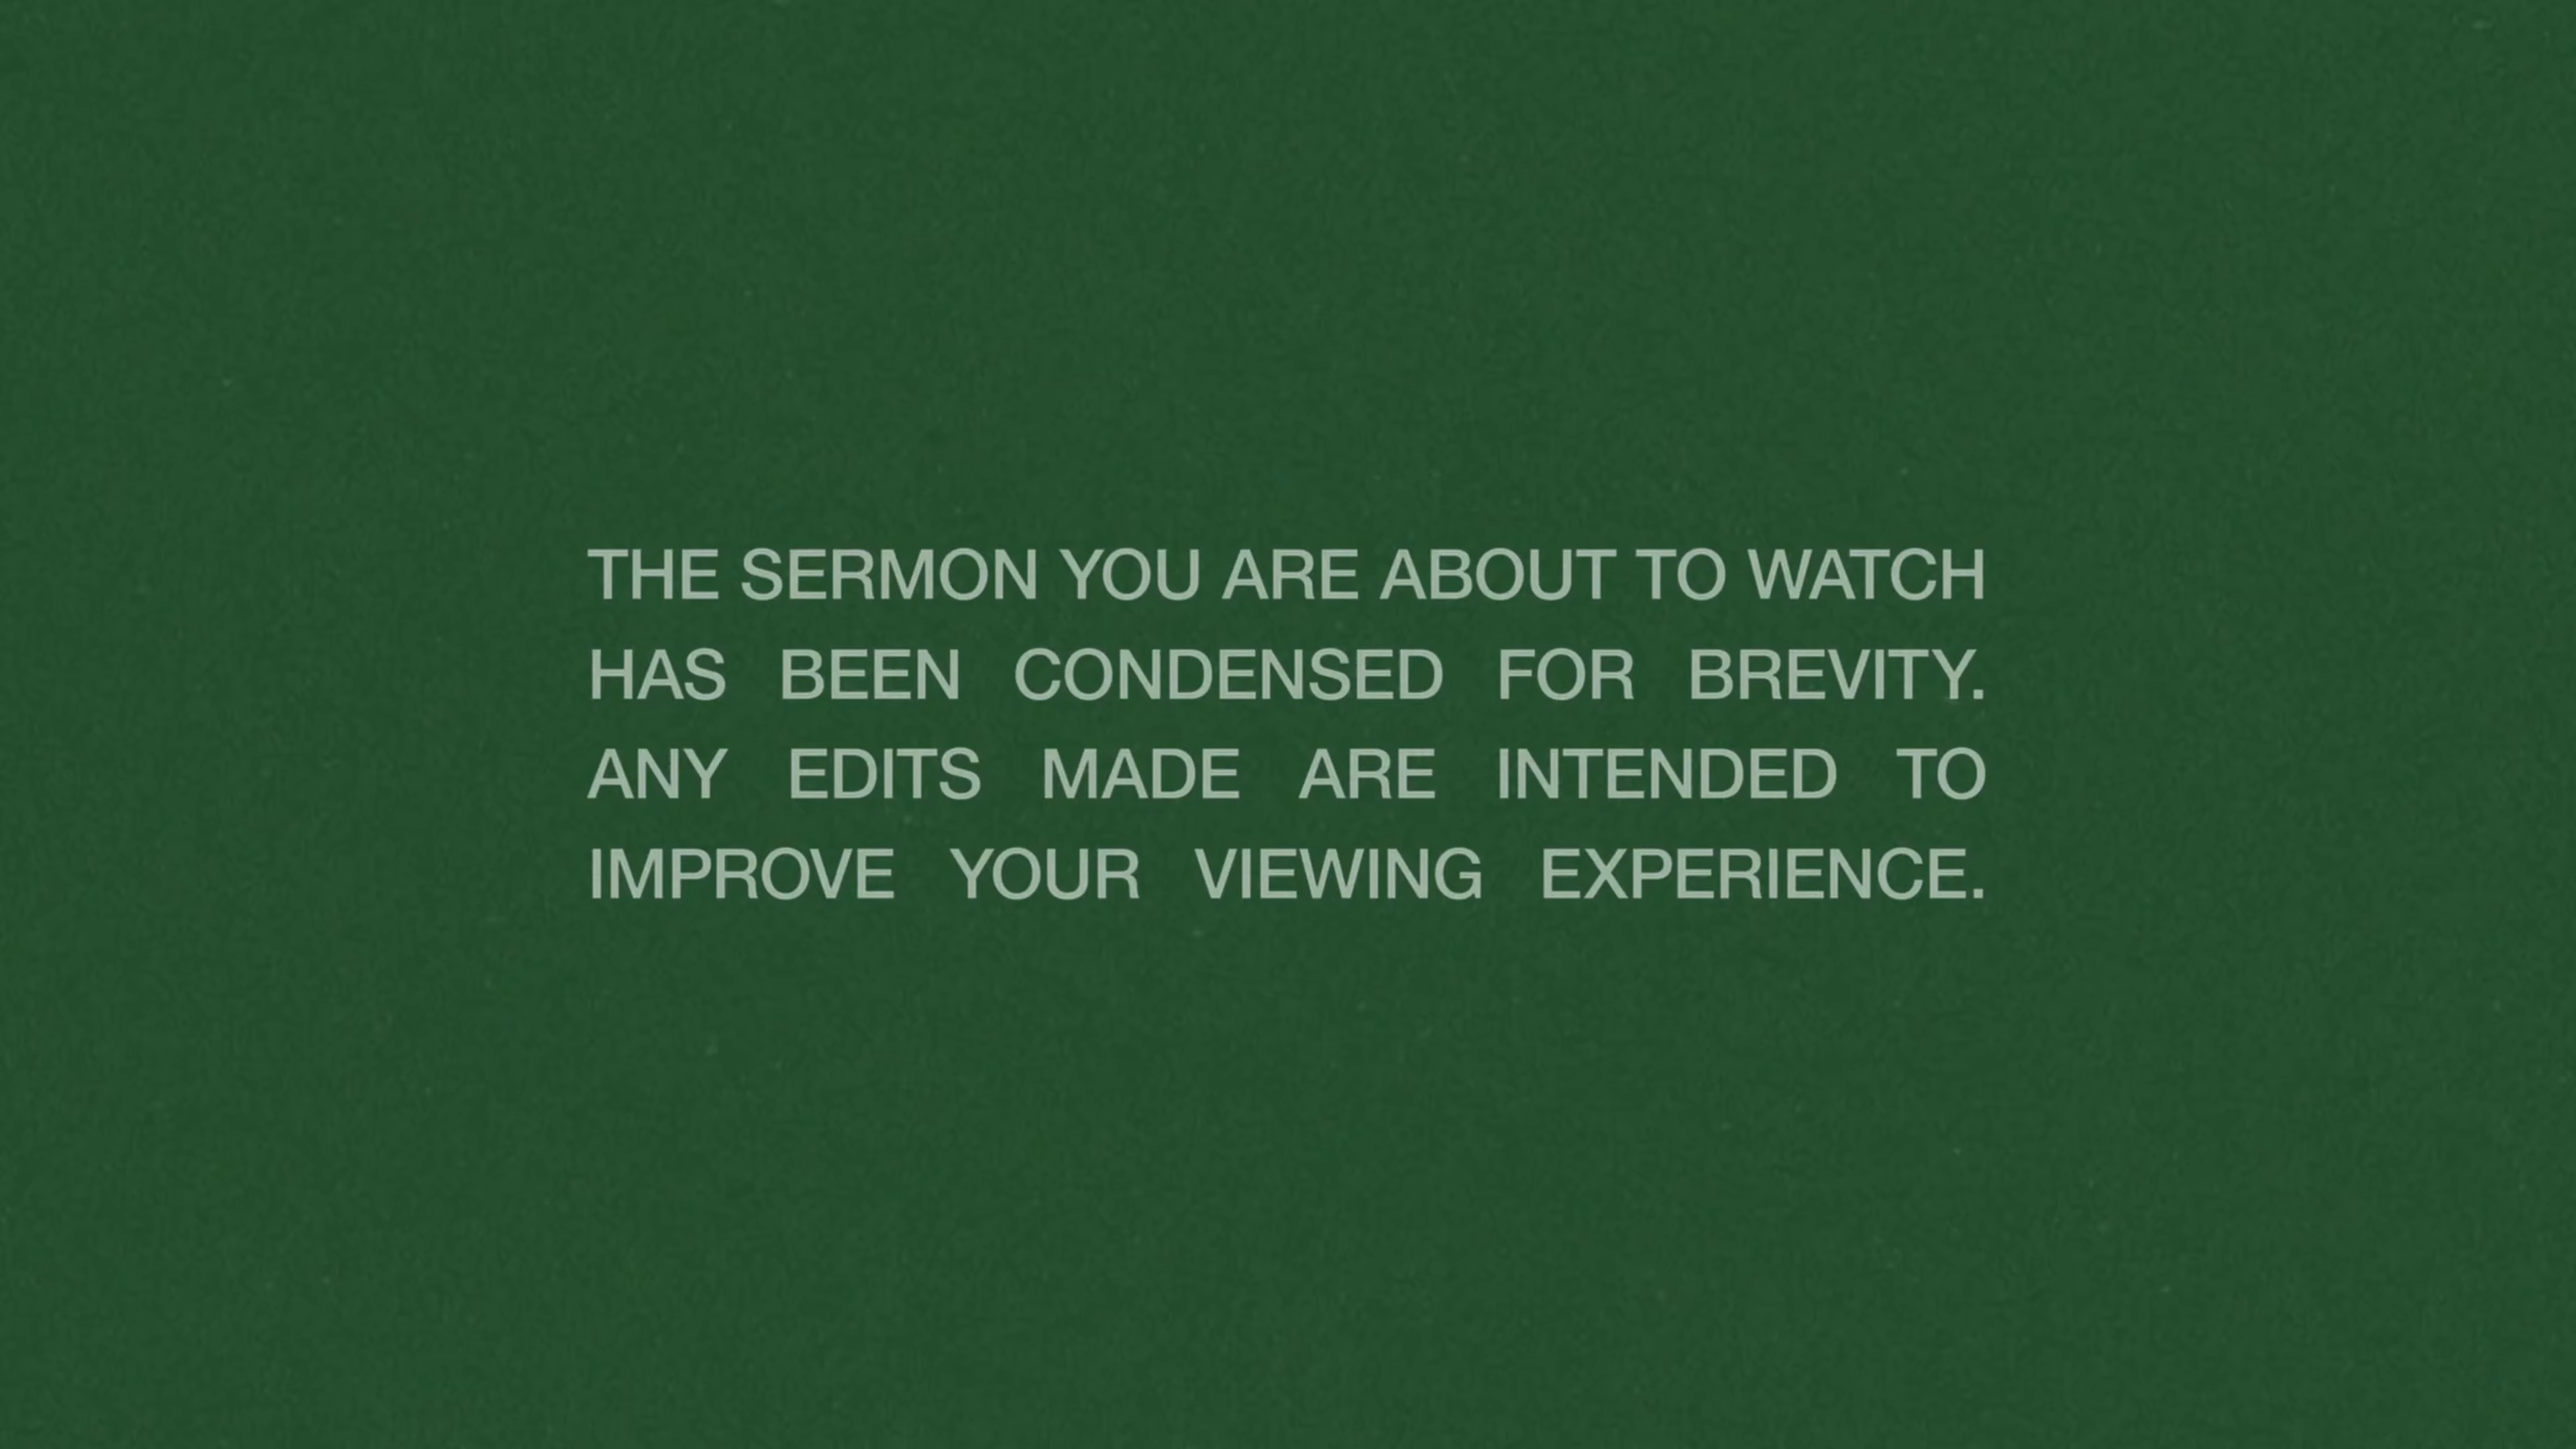 THE SERMON YOU ARE ABOUT TO WATCH
HAS BEEN CONDENSED FOR BREVITY.
ANY EDITS MADE ARE INTENDED TO
IMPROVE YOUR VIEWING EXPERIENCE.